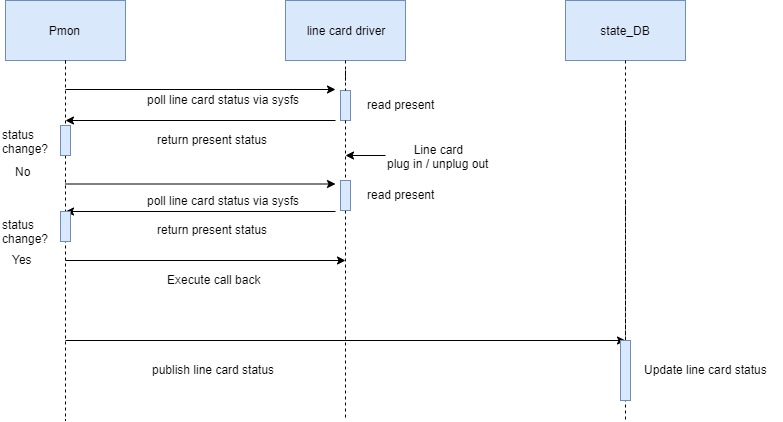 Pmon
line card driver
state_DB
poll line card status via sysfs
read present
status
change?
return present status
Line card
plug in / unplug out
No
poll line card status via sysfs
read present
status
change?
return present status
Yes
Execute call back
publish line card status
Update line card status